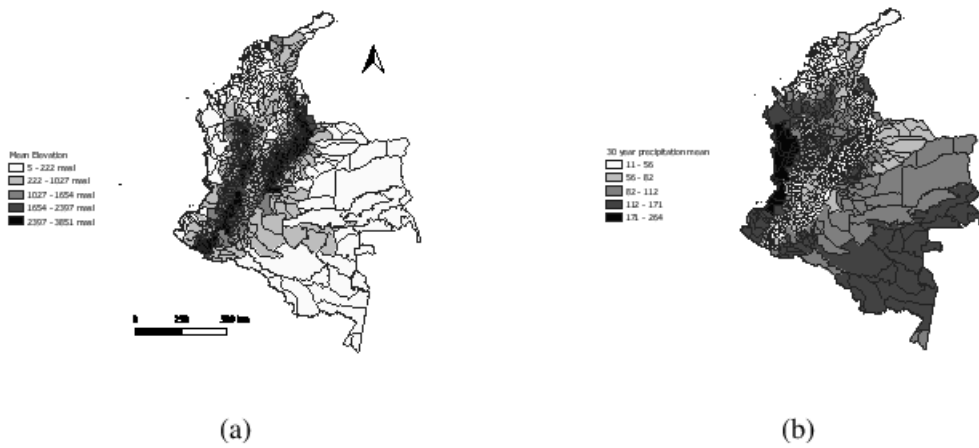 Mean Elevation
5 - 222 masl
222 - 1027 masl
1027 - 1654 masl
1654 - 2397 masl
2397 - 3851 masl
0 250 500 km
(a)
30 year precipitation mean
11 - 56
56 - 82
82 - 112
112 - 171
171 - 264
(b)